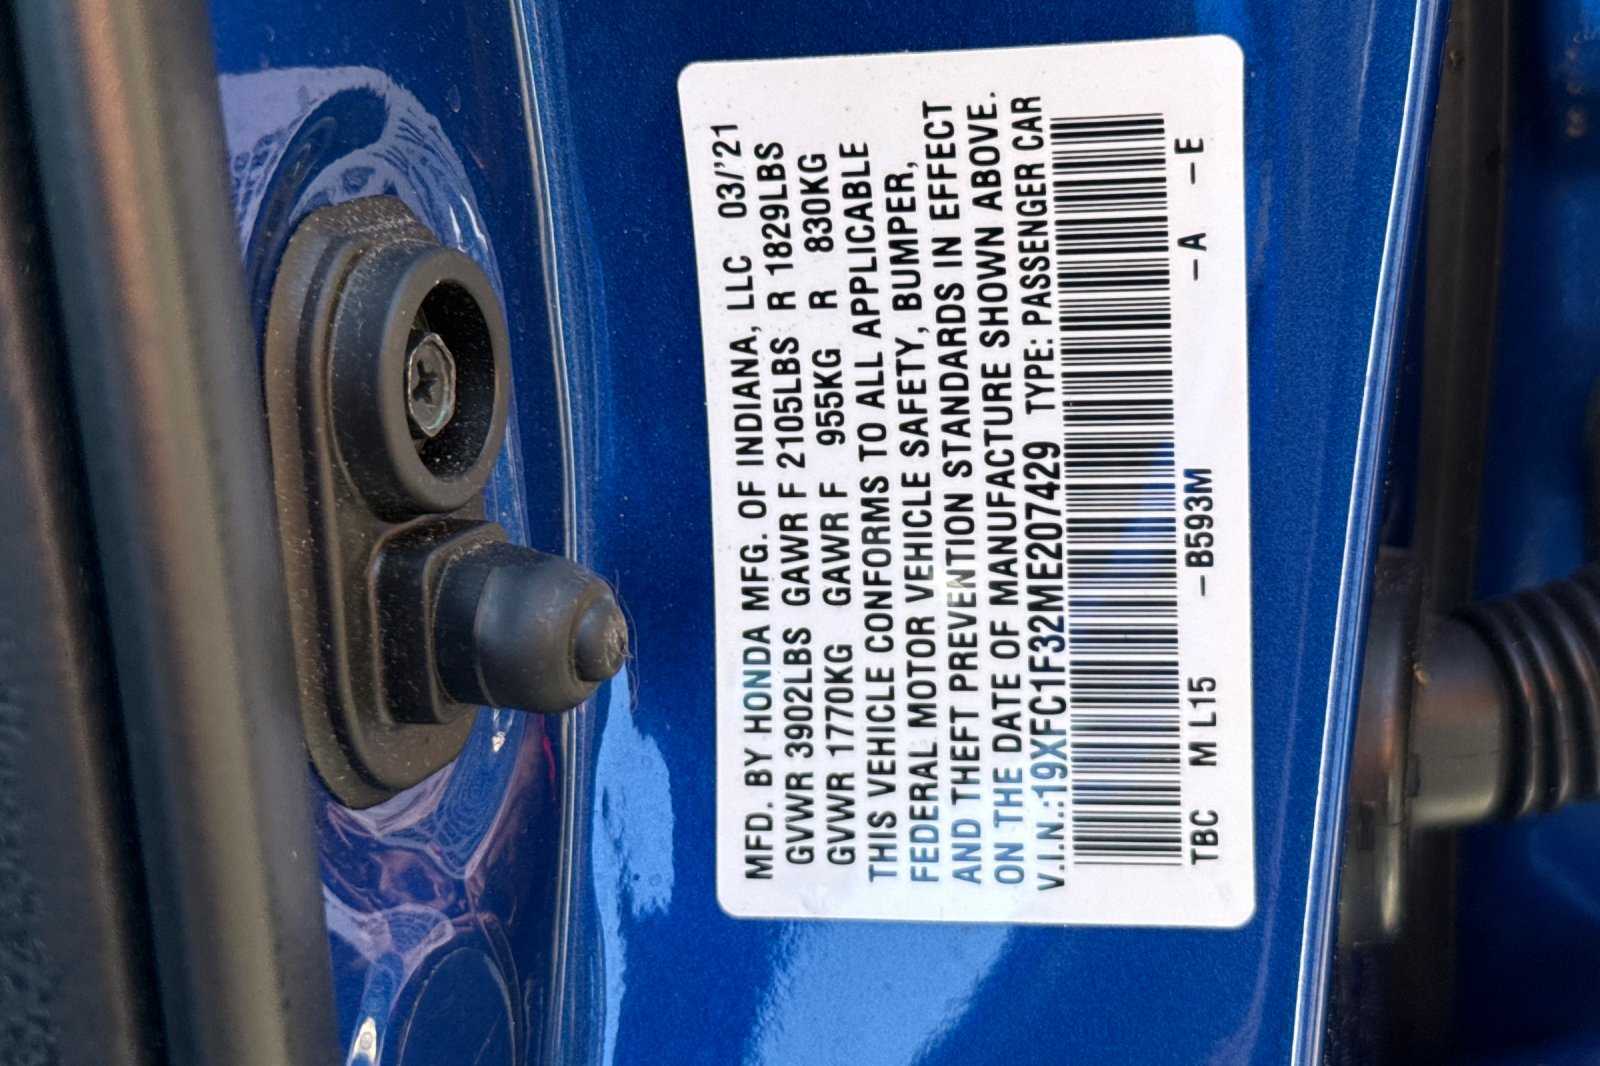 MFD. BY HONDA MFG. OF INDIANA, LLC 03/'21
GVWR 3902LBS GAWR F 2105LBS R 1829LBS
GVWR 1770KG GAWR F 955KG R 830KG
THIS VEHICLE CONFORMS TO ALL APPLICABLE
FEDERAL MOTOR VEHICLE SAFETY, BUMPER,
AND THEFT PREVENTION STANDARDS IN EFFECT
ON THE DATE OF MANUFACTURE SHOWN ABOVE.
V.I.N.:19XFC1F32ME207429 TYPE: PASSENGER CAR
TBC M L15 -B593M -A -E